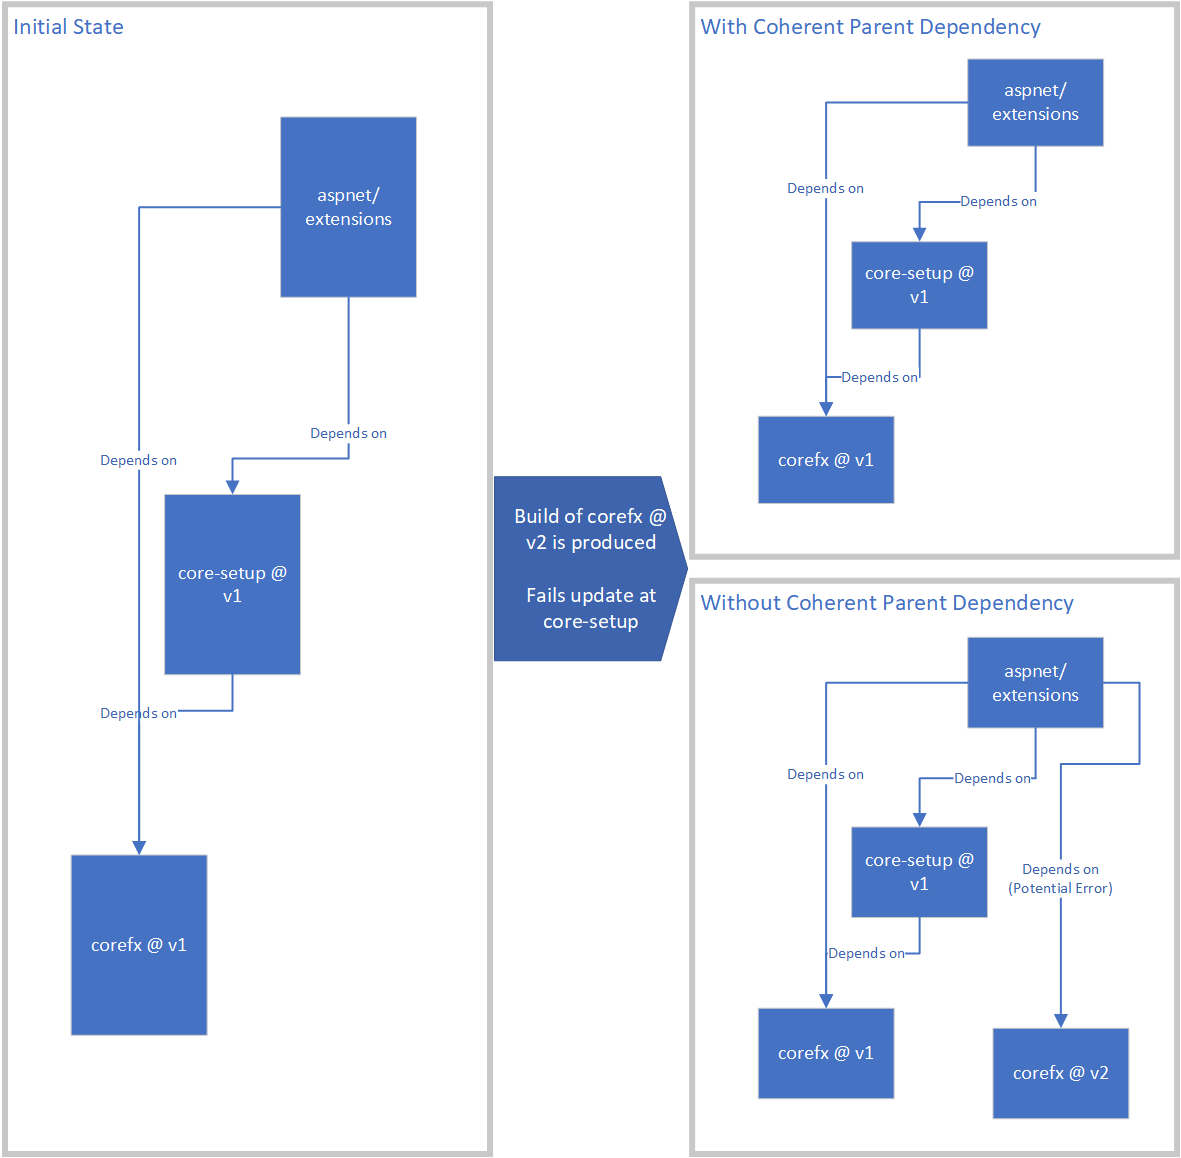 Initial State
aspnet/
extensions
Depends on
Depends on
core-setup @
v1
Depends on
corefx @ v1
Build of corefx @
v2 is produced
Fails update at
core-setup
With Coherent Parent Dependency
aspnet/
extensions
Depends on
Depends on
core-setup @
v1
Depends on
corefx @ v1
Without Coherent Parent Dependency
aspnet/
extensions
Depends on
Depends on
core-setup @
v1
Depends on
(Potential Error)
Depends on
corefx @ v1
corefx @ v2